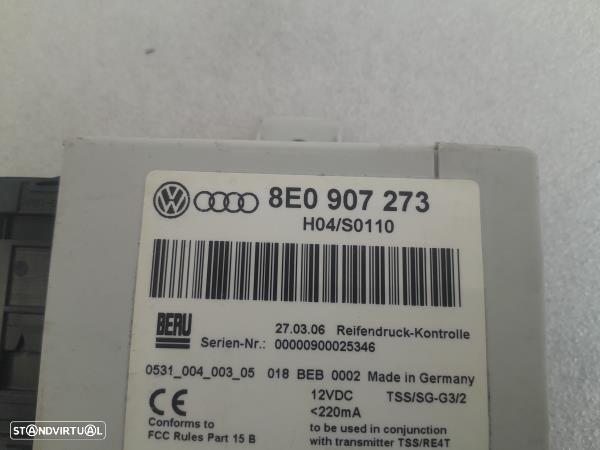 8E0 907 273
H04/S0110
BERU
27.03.06 Reifendruck-Kontrolle
Serien-Nr.: 00000900025346
0531_004_003_05 018 BEB 0002 Made in Germany
CE 12VDC TSS/SG-G3/2
<220mA
Conforms to to be used in conjunction
FCC Rules Part 15 B with transmitter TSS/RE4T
STANDVIRTUAL